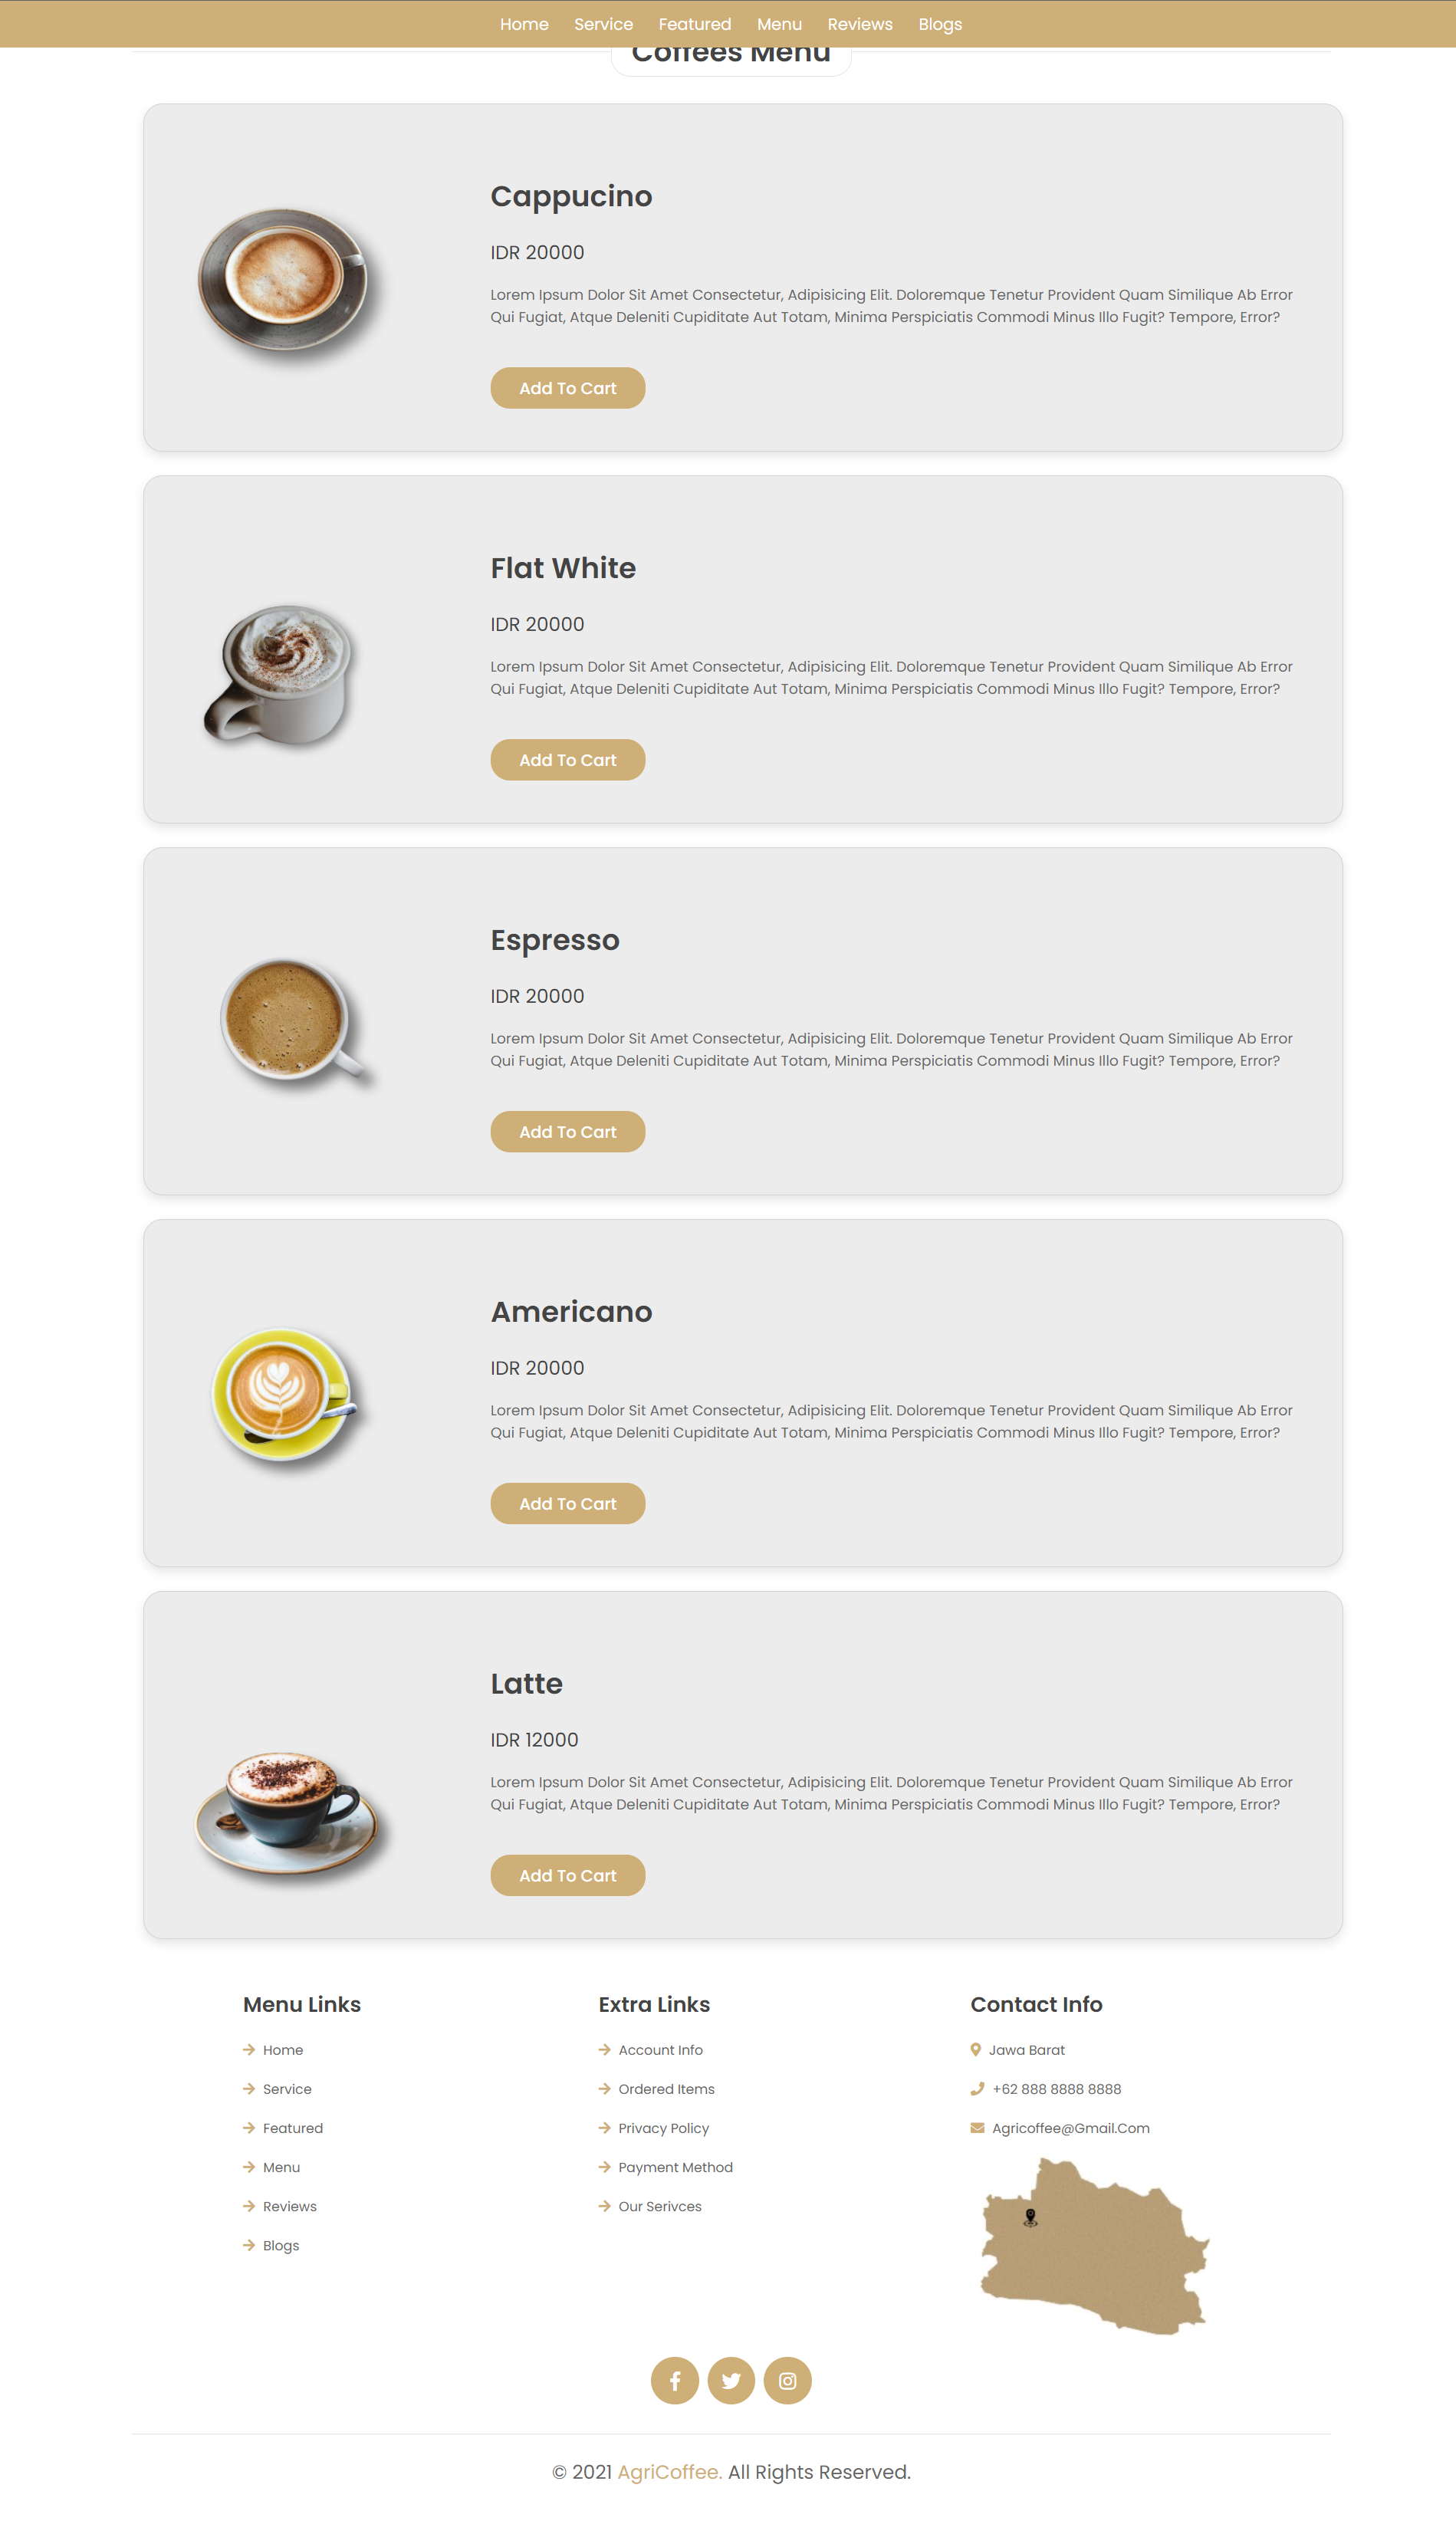 Home Service Featured Menu Reviews Blogs
Coffees Menu
Cappucino
IDR 20000
Lorem Ipsum Dolor Sit Amet Consectetur, Adipisicing Elit. Doloremque Tenetur Provident Quam Similique Ab Error
Qui Fugiat, Atque Deleniti Cupiditate Aut Totam, Minima Perspiciatis Commodi Minus Illo Fugit? Tempore, Error?
Add To Cart
Flat White
IDR 20000
Lorem Ipsum Dolor Sit Amet Consectetur, Adipisicing Elit. Doloremque Tenetur Provident Quam Similique Ab Error
Qui Fugiat, Atque Deleniti Cupiditate Aut Totam, Minima Perspiciatis Commodi Minus Illo Fugit? Tempore, Error?
Add To Cart
Espresso
IDR 20000
Lorem Ipsum Dolor Sit Amet Consectetur, Adipisicing Elit. Doloremque Tenetur Provident Quam Similique Ab Error
Qui Fugiat, Atque Deleniti Cupiditate Aut Totam, Minima Perspiciatis Commodi Minus Illo Fugit? Tempore, Error?
Add To Cart
Americano
IDR 20000
Lorem Ipsum Dolor Sit Amet Consectetur, Adipisicing Elit. Doloremque Tenetur Provident Quam Similique Ab Error
Qui Fugiat, Atque Deleniti Cupiditate Aut Totam, Minima Perspiciatis Commodi Minus Illo Fugit? Tempore, Error?
Add To Cart
Latte
IDR 12000
Lorem Ipsum Dolor Sit Amet Consectetur, Adipisicing Elit. Doloremque Tenetur Provident Quam Similique Ab Error
Qui Fugiat, Atque Deleniti Cupiditate Aut Totam, Minima Perspiciatis Commodi Minus Illo Fugit? Tempore, Error?
Add To Cart
Menu Links
Home
Service
Featured
Menu
Reviews
Blogs
Extra Links
Account Info
Ordered Items
Privacy Policy
Payment Method
Our Serivces
Contact Info
Jawa Barat
+62 888 8888 8888
Agricoffee@Gmail.Com
© 2021 AgriCoffee. All Rights Reserved.